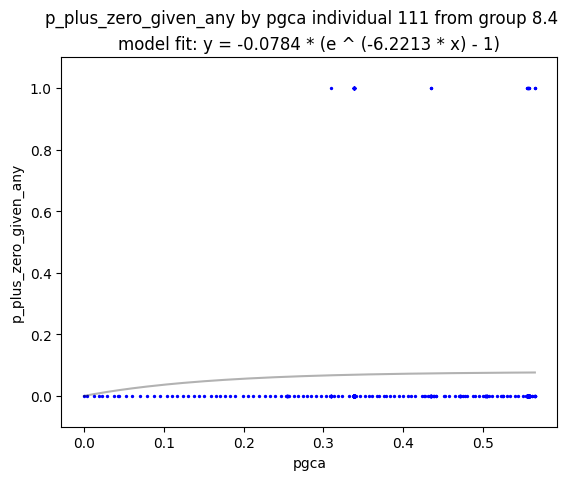 p_plus_zero_given_any by pgca individual 111 from group 8.4
model fit: y = -0.0784 * (e ^ (-6.2213 * x) - 1)
1.0
0.8
0.6
0.4
0.2
0.0
p_plus_zero_given_any
0.0 0.1 0.2 0.3 0.4 0.5
pgca